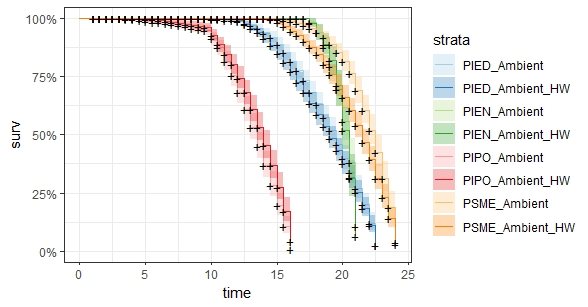 100%
75%
50%
25%
0%
surv
0
5
10
15
20
25
time
strata
PIED_Ambient
PIED_Ambient_HW
PIEN_Ambient
PIEN_Ambient_HW
PIPO_Ambient
PIPO_Ambient_HW
PSME_Ambient
PSME_Ambient_HW